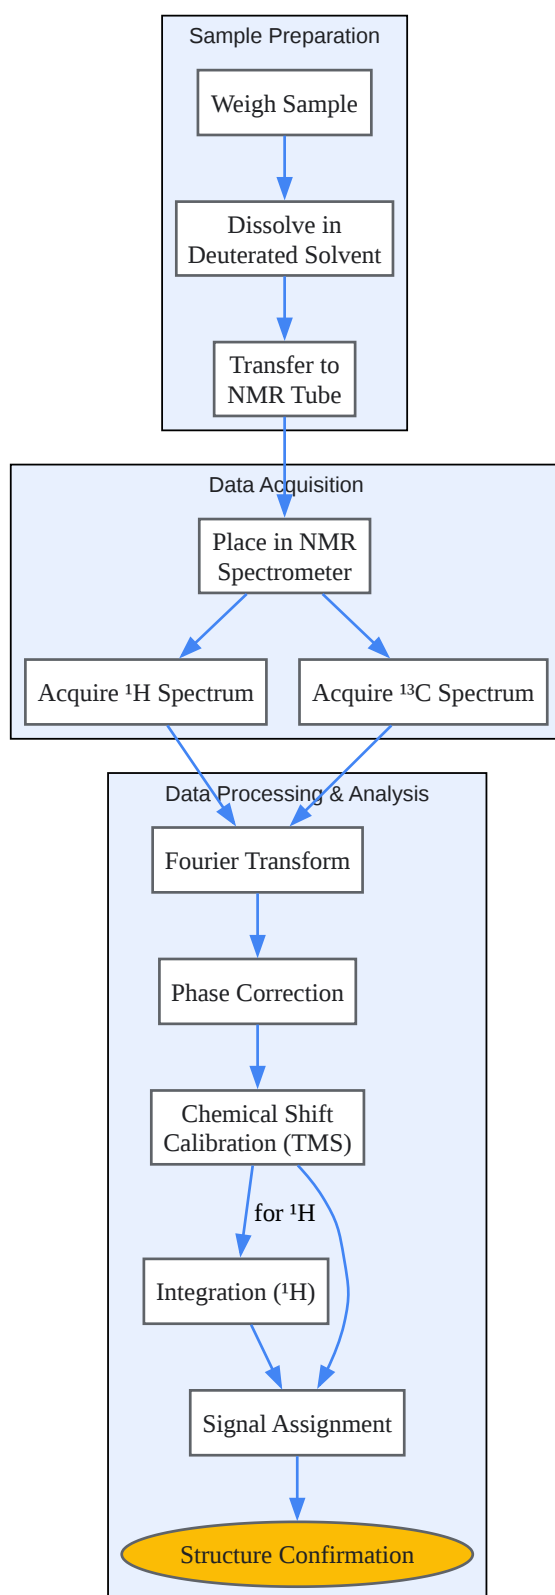 Sample Preparation
Weigh Sample
Dissolve in
Deuterated Solvent
Transfer to
NMR Tube
Data Acquisition
Place in NMR
Spectrometer
Acquire ¹H Spectrum
Acquire ¹³C Spectrum
Data Processing & Analysis
Fourier Transform
Phase Correction
Chemical Shift
Calibration (TMS)
for ¹H
Integration (¹H)
Signal Assignment
Structure Confirmation